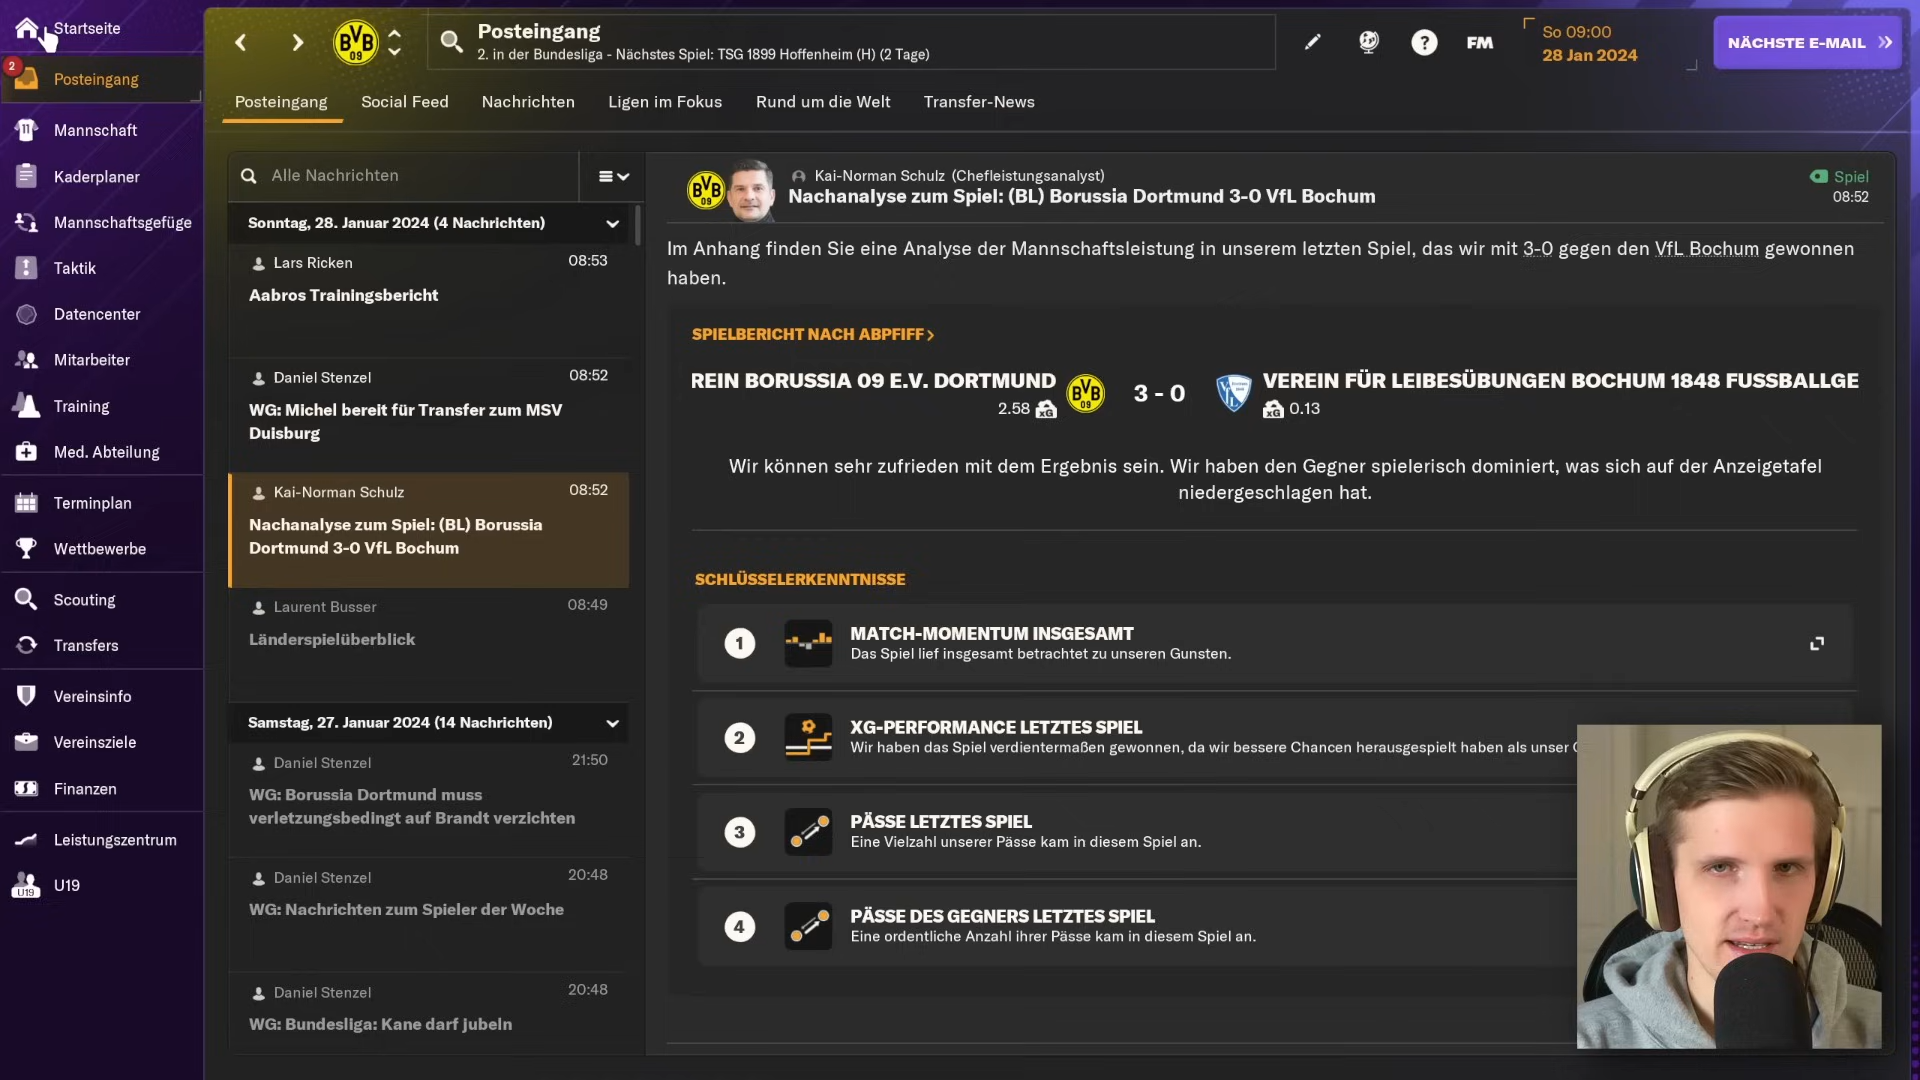 Startseite
2
Posteingang
Mannschaft
Kaderplaner
Mannschaftsgefüge
Taktik
Datencenter
Mitarbeiter
Training
Med. Abteilung
Terminplan
Wettbewerbe
Scouting
Transfers
Vereinsinfo
Vereinsziele
Finanzen
Leistungszentrum
U19
U19
11
BVB
09
Posteingang
2. in der Bundesliga - Nächstes Spiel: TSG 1899 Hoffenheim (H) (2 Tage)
?
FM
So 09:00
28 Jan 2024
NÄCHSTE E-MAIL
Posteingang
Social Feed
Nachrichten
Ligen im Fokus
Rund um die Welt
Transfer-News
Alle Nachrichten
Sonntag, 28. Januar 2024 (4 Nachrichten)
Lars Ricken
08:53
Aabros Trainingsbericht
Daniel Stenzel
08:52
WG: Michel bereit für Transfer zum MSV
Duisburg
Kai-Norman Schulz
08:52
Nachanalyse zum Spiel: (BL) Borussia
Dortmund 3-0 VfL Bochum
Laurent Busser
08:49
Länderspielüberblick
Samstag, 27. Januar 2024 (14 Nachrichten)
Daniel Stenzel
21:50
WG: Borussia Dortmund muss
verletzungsbedingt auf Brandt verzichten
Daniel Stenzel
20:48
WG: Nachrichten zum Spieler der Woche
Daniel Stenzel
20:48
WG: Bundesliga: Kane darf jubeln
BVB
09
Kai-Norman Schulz (Chefleistungsanalyst)
Nachanalyse zum Spiel: (BL) Borussia Dortmund 3-0 VfL Bochum
Spiel
08:52
Im Anhang finden Sie eine Analyse der Mannschaftsleistung in unserem letzten Spiel, das wir mit 3-0 gegen den VfL Bochum gewonnen
haben.
SPIELBERICHT NACH ABPFIFF
REIN BORUSSIA 09 E.V. DORTMUND
2.58 xG
BVB
09
3 - 0
VfL
VEREIN FÜR LEIBESÜBUNGEN BOCHUM 1848 FUSSBALLGE
xG 0.13
Wir können sehr zufrieden mit dem Ergebnis sein. Wir haben den Gegner spielerisch dominiert, was sich auf der Anzeigetafel
niedergeschlagen hat.
SCHLÜSSELERKENNTNISSE
1
MATCH-MOMENTUM INSGESAMT
Das Spiel lief insgesamt betrachtet zu unseren Gunsten.
2
XG-PERFORMANCE LETZTES SPIEL
Wir haben das Spiel verdientermaßen gewonnen, da wir bessere Chancen herausgespielt haben als unser
3
PÄSSE LETZTES SPIEL
Eine Vielzahl unserer Pässe kam in diesem Spiel an.
4
PÄSSE DES GEGNERS LETZTES SPIEL
Eine ordentliche Anzahl ihrer Pässe kam in diesem Spiel an.